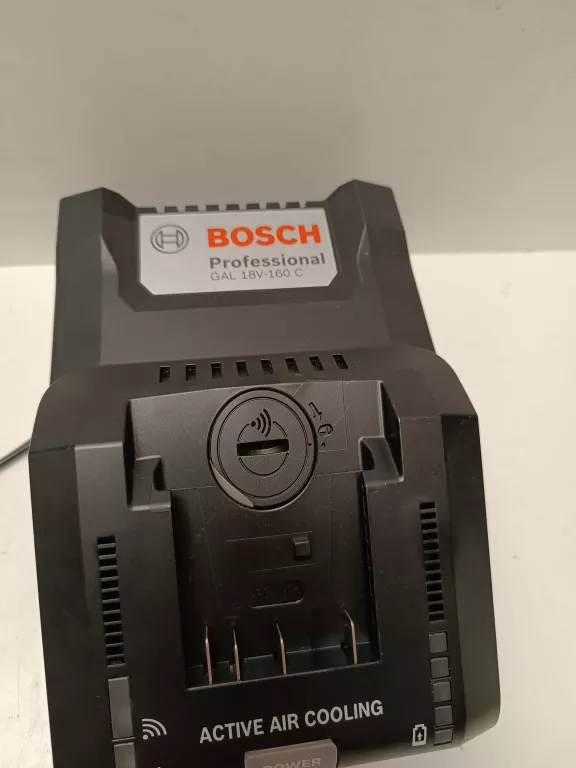 BOSCH
Professional
GAL 18V-160 C
ACTIVE AIR COOLING
POWER